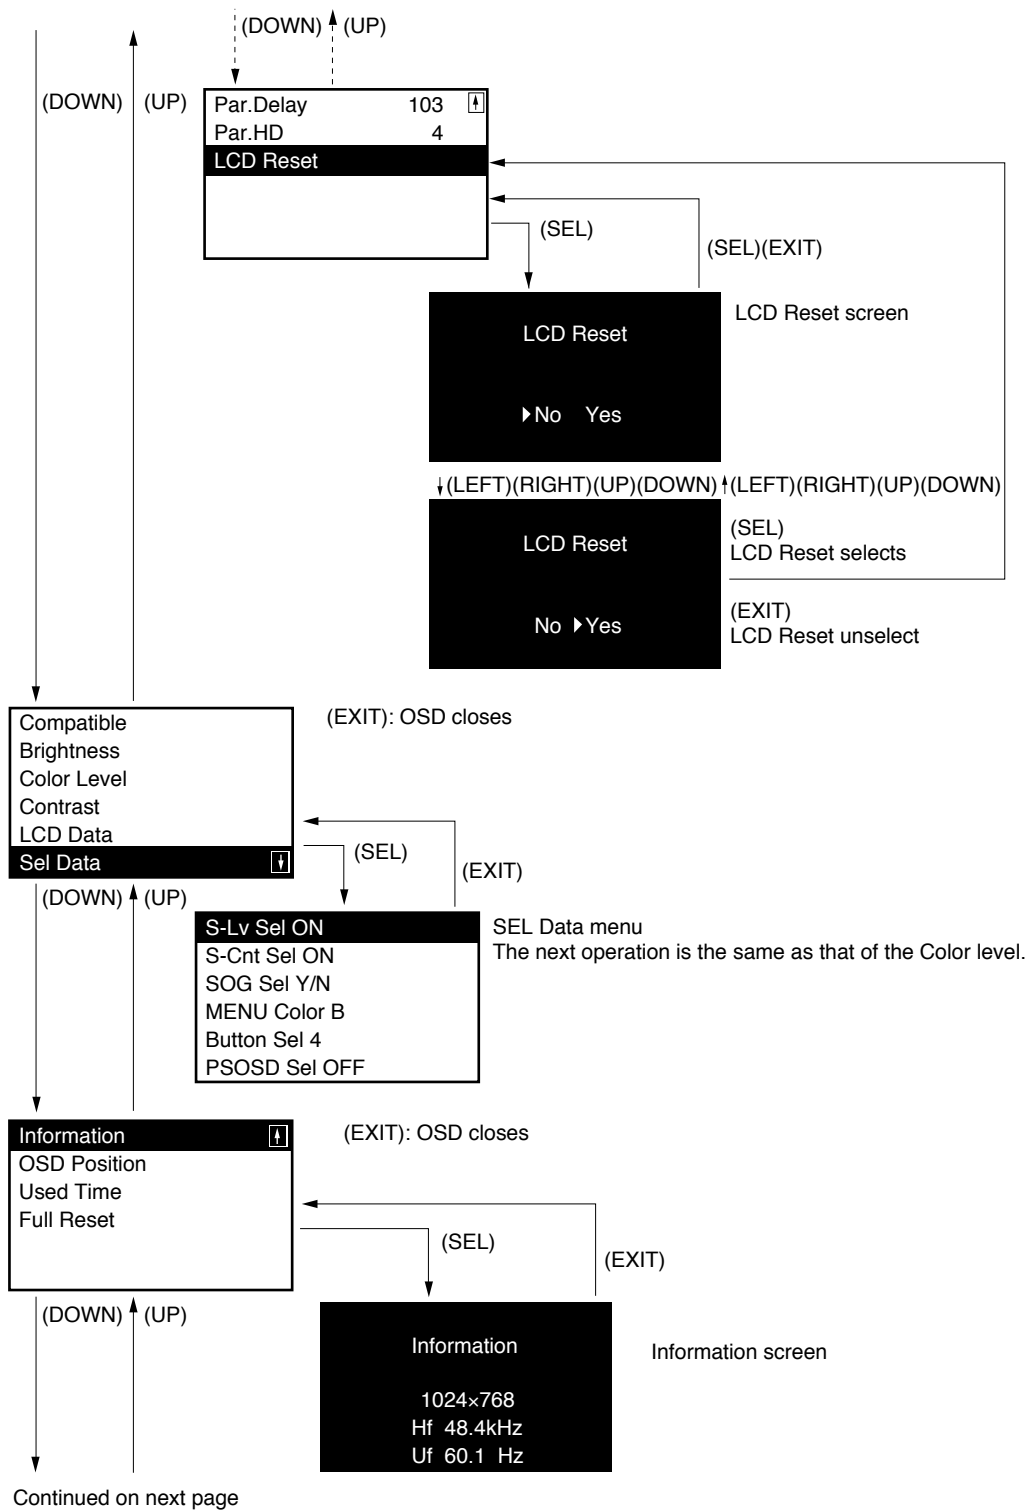 (DOWN) (UP)
(DOWN) (UP)
Par.Delay 103
Par.HD 4
LCD Reset
(SEL)
(SEL)(EXIT)
LCD Reset screen
LCD Reset
No Yes
(LEFT)(RIGHT)(UP)(DOWN) (LEFT)(RIGHT)(UP)(DOWN)
LCD Reset
No Yes
(SEL)
LCD Reset selects
(EXIT)
LCD Reset unselect
(EXIT): OSD closes
Compatible
Brightness
Color Level
Contrast
LCD Data
Sel Data
(SEL)
(EXIT)
(DOWN) (UP)
S-Lv Sel ON
S-Cnt Sel ON
SOG Sel Y/N
MENU Color B
Button Sel 4
PSOSD Sel OFF
SEL Data menu
The next operation is the same as that of the Color level.
Information
OSD Position
Used Time
Full Reset
(EXIT): OSD closes
(SEL)
(EXIT)
(DOWN) (UP)
Information
1024×768
Hf 48.4kHz
Uf 60.1 Hz
Information screen
Continued on next page